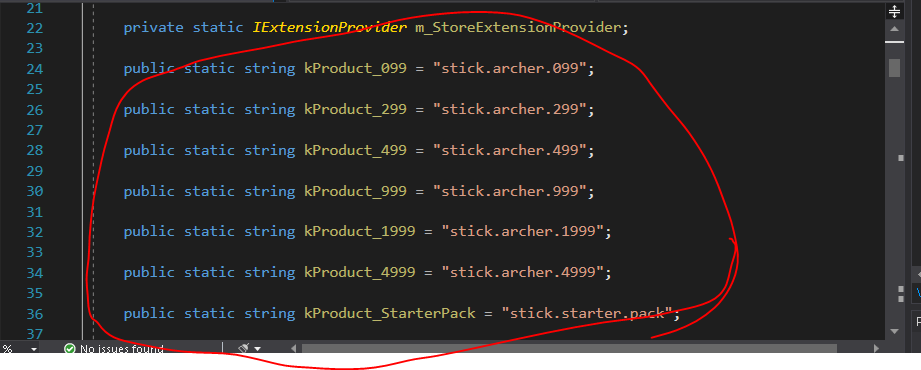 21
22 private static IExtensionProvider m_StoreExtensionProvider;
23
24 public static string kProduct_099 = "stick.archer.099";
25
26 public static string kProduct_299 = "stick.archer.299";
27
28 public static string kProduct_499 = "stick.archer.499";
29
30 public static string kProduct_999 = "stick.archer.999";
31
32 public static string kProduct_1999 = "stick.archer.1999";
33
34 public static string kProduct_4999 = "stick.archer.4999";
35
36 public static string kProduct_StarterPack = "stick.starter.pack";
37
% No issues found